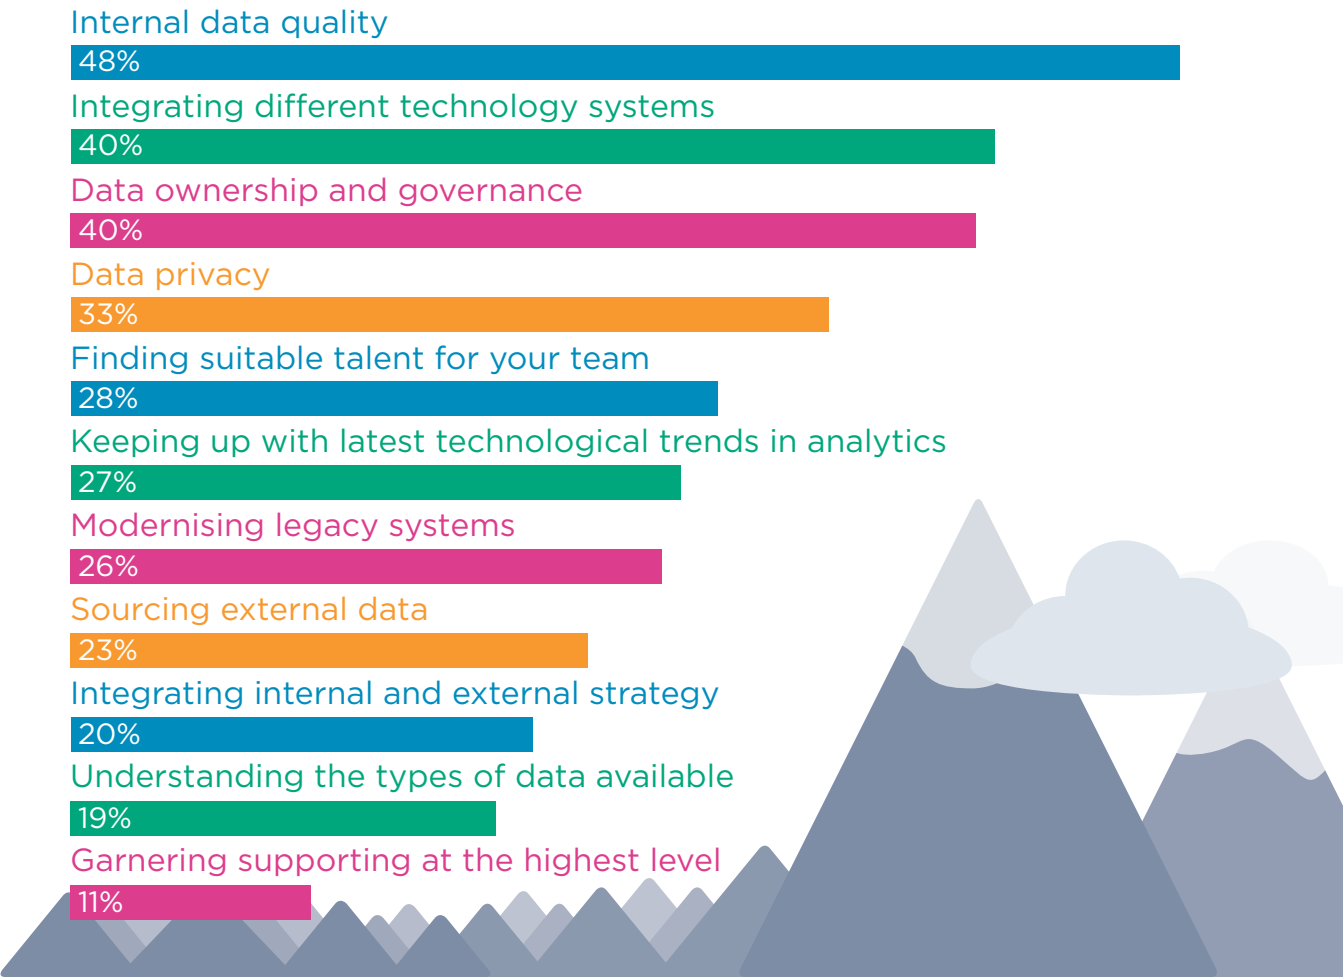 Internal data quality
48%
Integrating different technology systems
40%
Data ownership and governance
40%
Data privacy
33%
Finding suitable talent for your team
28%
Keeping up with latest technological trends in analytics
27%
Modernising legacy systems
26%
Sourcing external data
23%
Integrating internal and external strategy
20%
Understanding the types of data available
19%
Garnering supporting at the highest level
11%